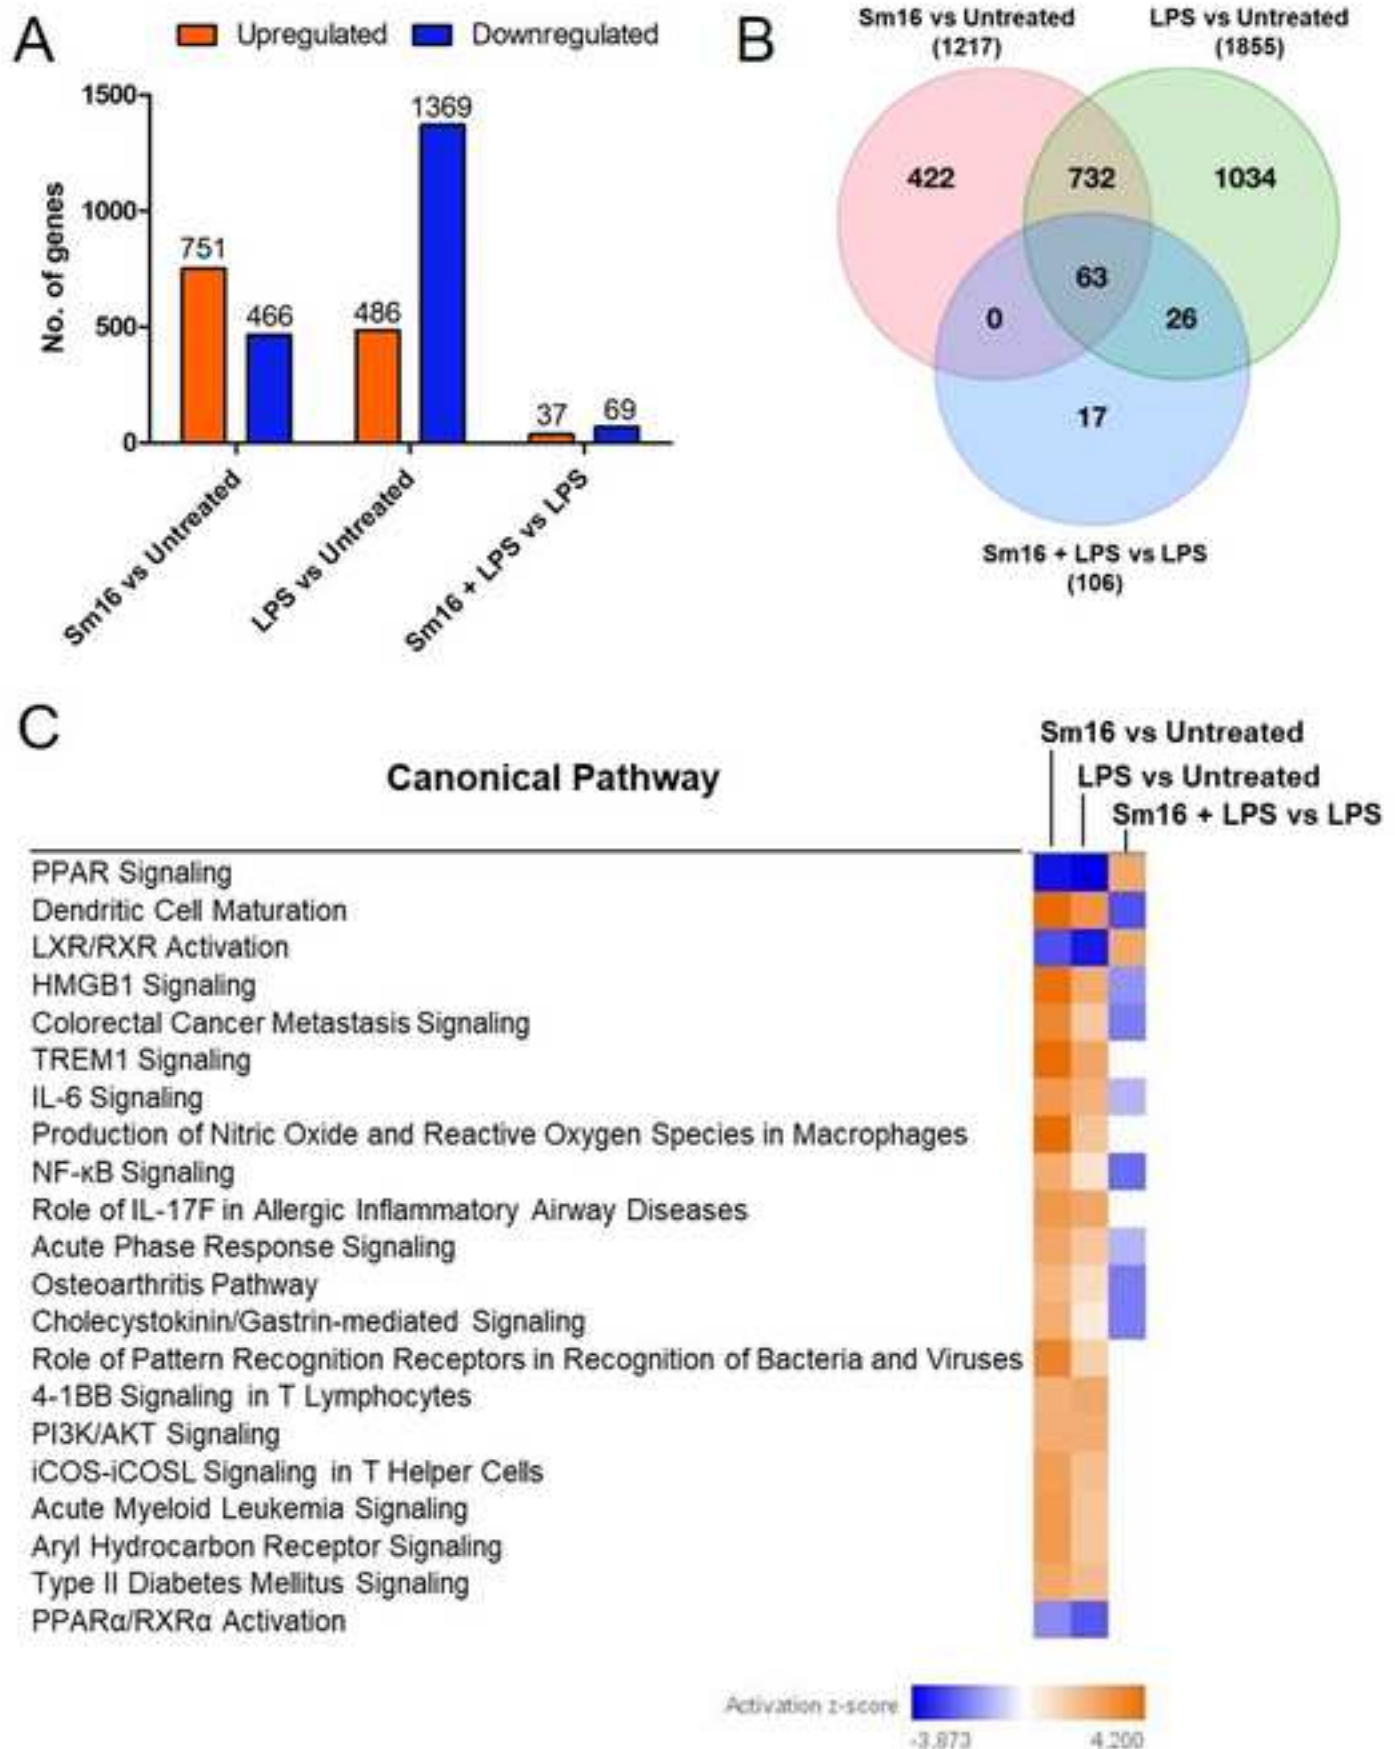 A
Upregulated Downregulated
1500
1000
500
0
No. of genes
751
466
486
1369
37
69
Sm16 vs Untreated
LPS vs Untreated
Sm16 + LPS vs LPS
B
Sm16 vs Untreated
(1217)
LPS vs Untreated
(1855)
422
732
1034
63
0
26
17
Sm16 + LPS vs LPS
(106)
C
Canonical Pathway
Sm16 vs Untreated
LPS vs Untreated
Sm16 + LPS vs LPS
PPAR Signaling
Dendritic Cell Maturation
LXR/RXR Activation
HMGB1 Signaling
Colorectal Cancer Metastasis Signaling
TREM1 Signaling
IL-6 Signaling
Production of Nitric Oxide and Reactive Oxygen Species in Macrophages
NF-κB Signaling
Role of IL-17F in Allergic Inflammatory Airway Diseases
Acute Phase Response Signaling
Osteoarthritis Pathway
Cholecystokinin/Gastrin-mediated Signaling
Role of Pattern Recognition Receptors in Recognition of Bacteria and Viruses
4-1BB Signaling in T Lymphocytes
PI3K/AKT Signaling
iCOS-iCOSL Signaling in T Helper Cells
Acute Myeloid Leukemia Signaling
Aryl Hydrocarbon Receptor Signaling
Type II Diabetes Mellitus Signaling
PPARα/RXRα Activation
Activation z-score
-3.873 4.200